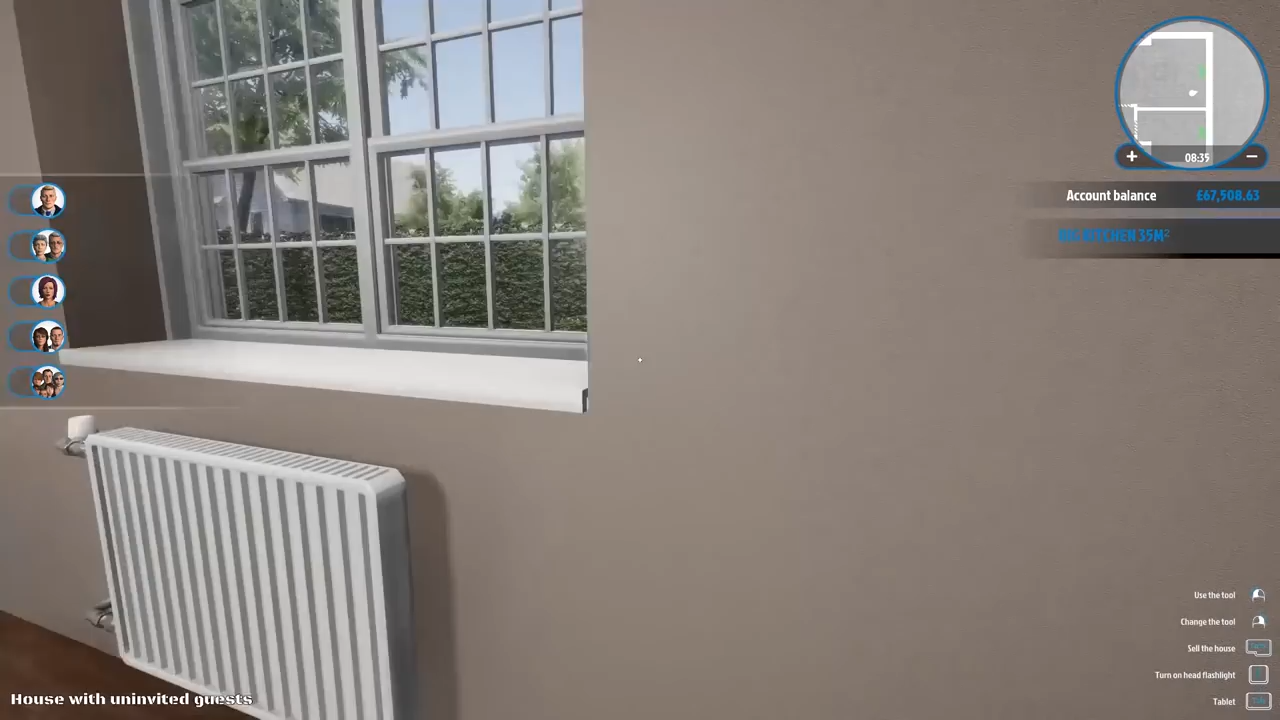 + 08:35 −
Account balance £67,508.63
BIG KITCHEN 35M²
Use the tool
Change the tool
Sell the house
Turn on head flashlight
Tablet
House with uninvited guests